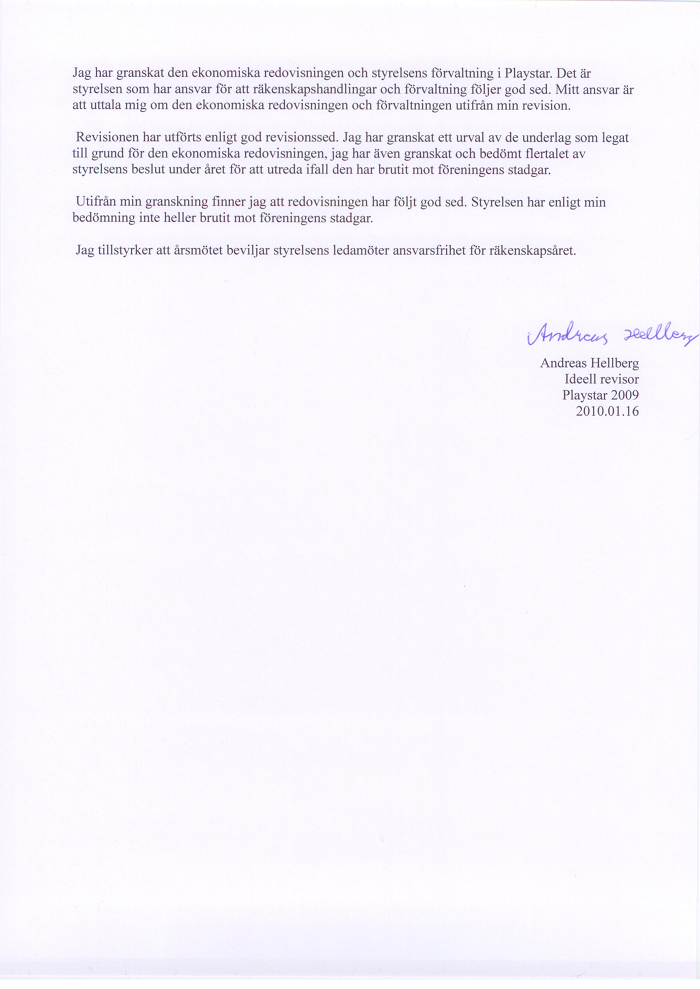 Jag har granskat den ekonomiska redovisningen och styrelsens förvaltning i Playstar. Det är
styrelsen som har ansvar för att räkenskapshandlingar och förvaltning följer god sed. Mitt ansvar är
att uttala mig om den ekonomiska redovisningen och förvaltningen utifrån min revision.
Revisionen har utförts enligt god revisionssed. Jag har granskat ett urval av de underlag som legat
till grund för den ekonomiska redovisningen, jag har även granskat och bedömt flertalet av
styrelsens beslut under året för att utreda ifall den har brutit mot föreningens stadgar.
Utifrån min granskning finner jag att redovisningen har följt god sed. Styrelsen har enligt min
bedömning inte heller brutit mot föreningens stadgar.
Jag tillstyrker att årsmötet beviljar styrelsens ledamöter ansvarsfrihet för räkenskapsåret.
Andreas Hellberg
Andreas Hellberg
Ideell revisor
Playstar 2009
2010.01.16